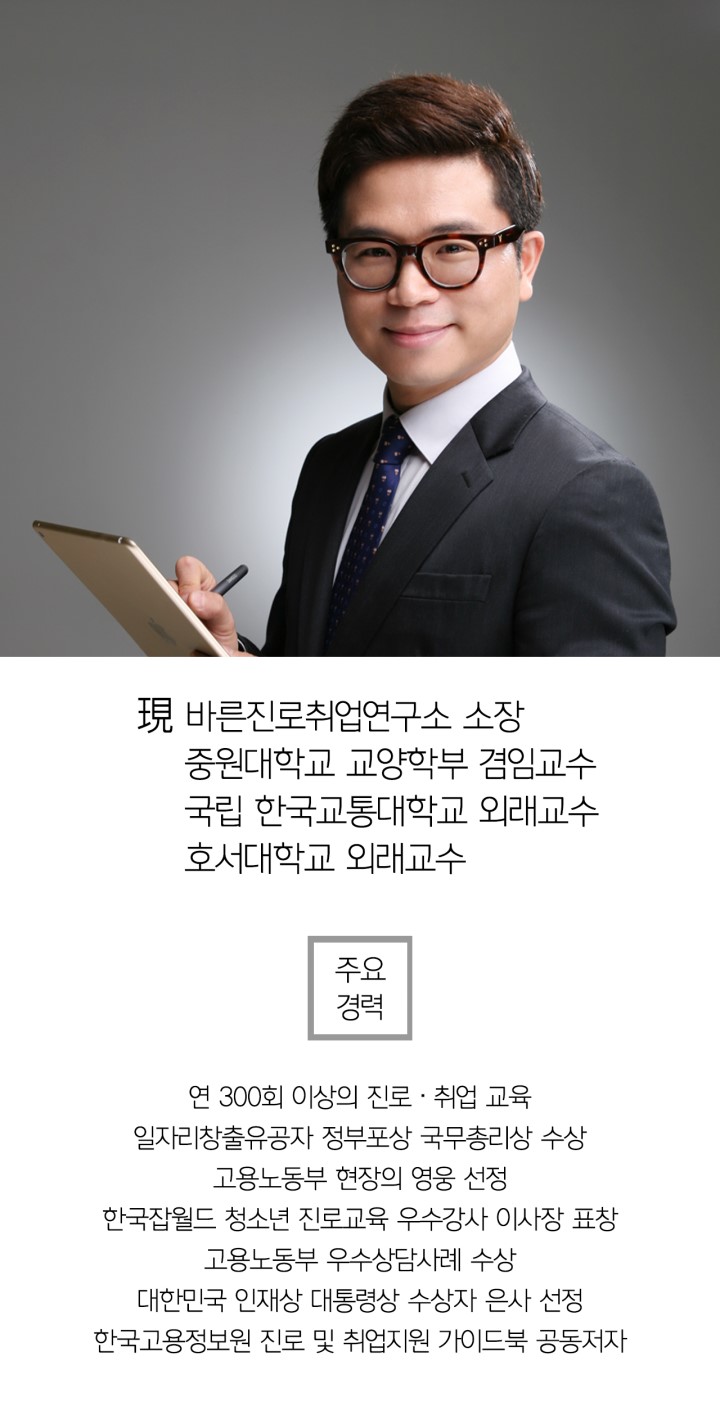 現 바른진로취업연구소 소장
중원대학교 교양학부 겸임교수
국립 한국교통대학교 외래교수
호서대학교 외래교수
주요
경력
연 300회 이상의 진로 · 취업 교육
일자리창출유공자 정부포상 국무총리상 수상
고용노동부 현장의 영웅 선정
한국잡월드 청소년 진로교육 우수강사 이사장 표창
고용노동부 우수상담사례 수상
대한민국 인재상 대통령상 수상자 은사 선정
한국고용정보원 진로 및 취업지원 가이드북 공동저자